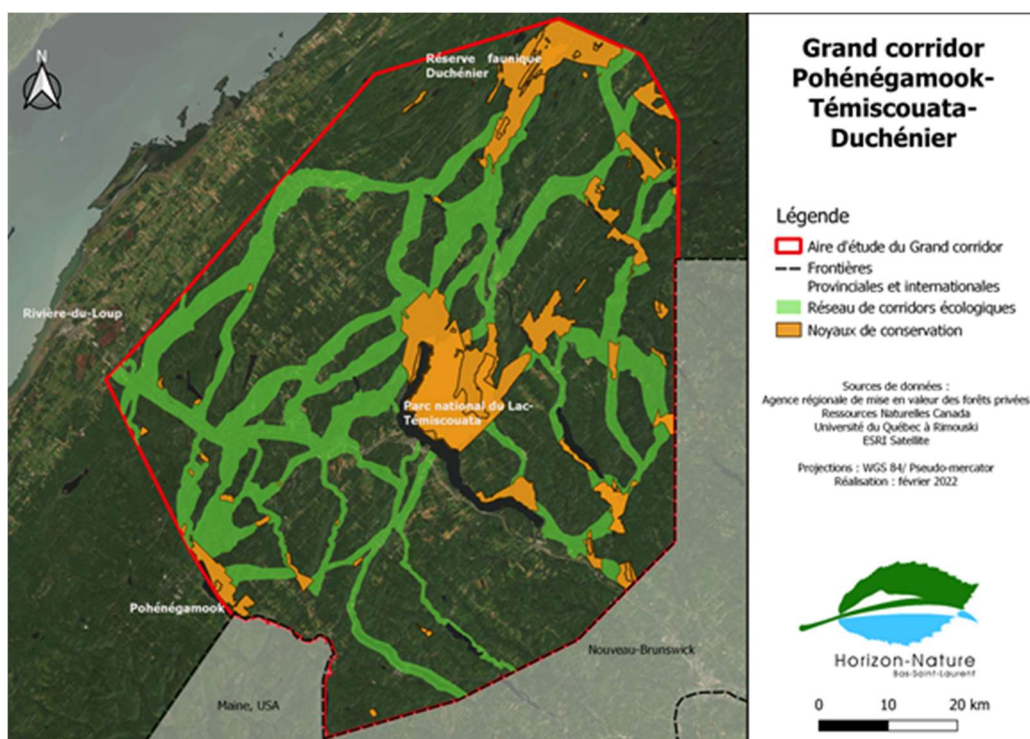 N
Réserve faunique
Duchénier
Rivière-du-Loup
Parc national du Lac-
Témiscouata
Pohénégamook
Nouveau-Brunswick
Maine, USA
Grand corridor
Pohénégamook-
Témiscouata-
Duchénier
Légende
Aire d'étude du Grand corridor
Frontières
Provinciales et internationales
Réseau de corridors écologiques
Noyaux de conservation
Sources de données :
Agence régionale de mise en valeur des forêts privées
Ressources Naturelles Canada
Université du Québec à Rimouski
ESRI Satellite
Projections : WGS 84/ Pseudo-mercator
Réalisation : février 2022
Horizon-Nature
Bas-Saint-Laurent
0 10 20 km